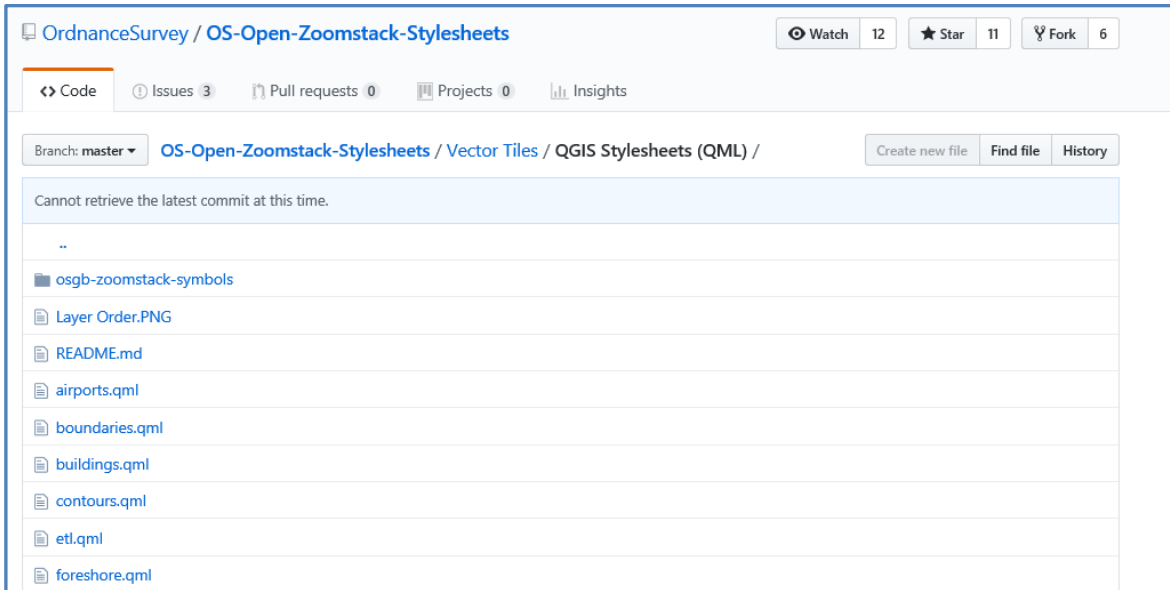 OrdnanceSurvey / OS-Open-Zoomstack-Stylesheets Watch 12 Star 11 Fork 6
Code Issues 3 Pull requests 0 Projects 0 Insights
Branch: master OS-Open-Zoomstack-Stylesheets / Vector Tiles / QGIS Stylesheets (QML) / Create new file Find file History
Cannot retrieve the latest commit at this time.
..
osgb-zoomstack-symbols
Layer Order.PNG
README.md
airports.qml
boundaries.qml
buildings.qml
contours.qml
etl.qml
foreshore.qml